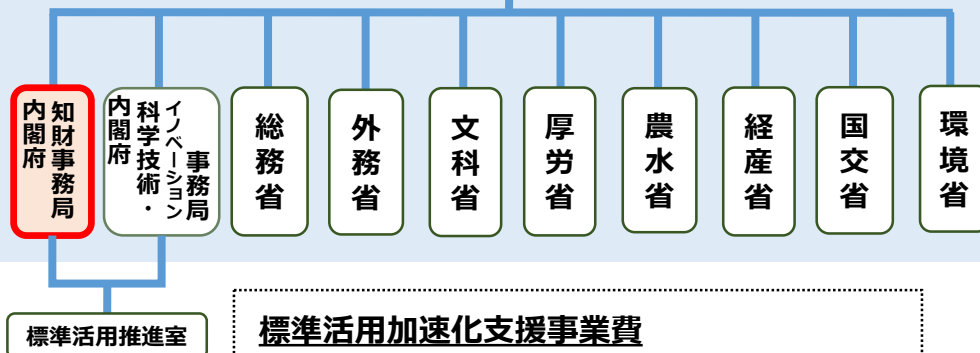 内閣府
知財事務局
内閣府
科学技術・
イノベーション
事務局
総務省
外務省
文科省
厚労省
農水省
経産省
国交省
環境省
標準活用推進室
標準活用加速化支援事業費